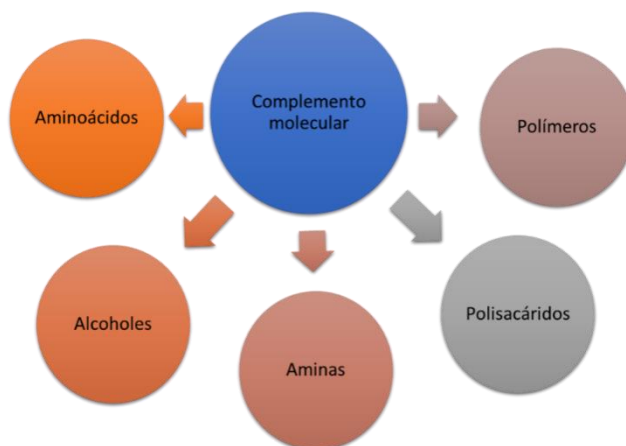 Complemento
molecular
Aminoácidos
Polímeros
Alcoholes
Polisacáridos
Aminas